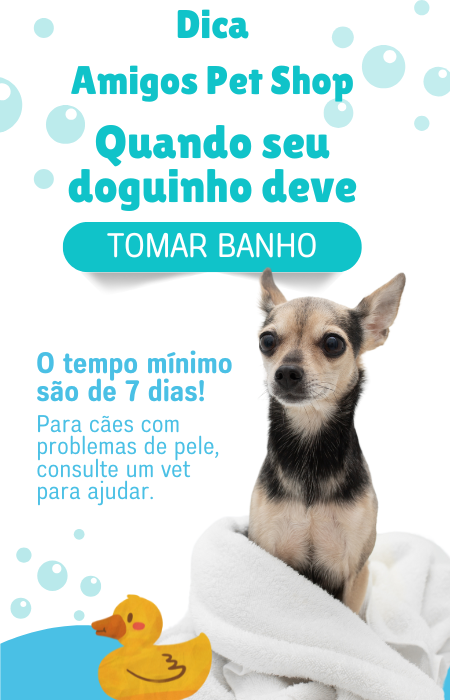 Dica
Amigos Pet Shop
Quando seu
doguinho deve
TOMAR BANHO
O tempo mínimo
são de 7 dias!
Para cães com
problemas de pele,
consulte um vet
para ajudar.